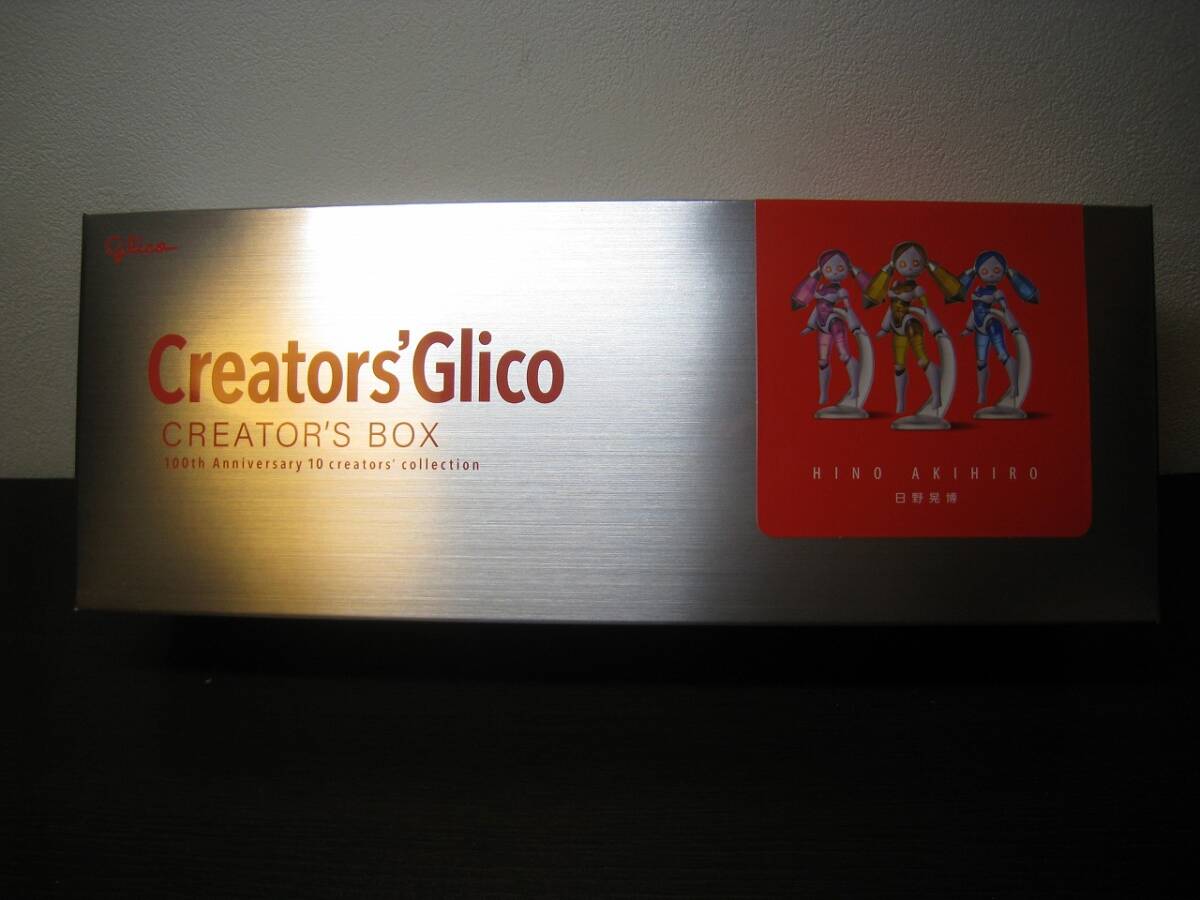 Glico
Creators'Glico
CREATOR'S BOX
100th Anniversary 10 creators' collection
HINO AKIHIRO
日野晃博